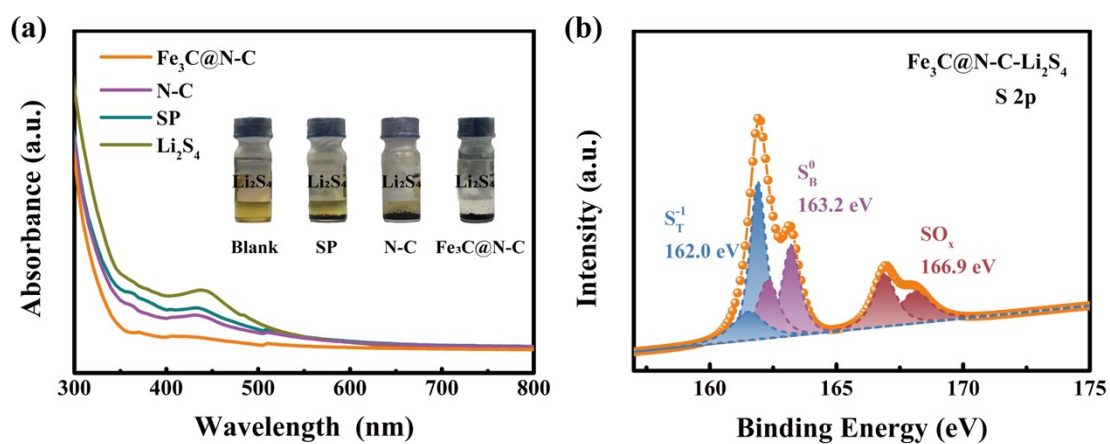 (a)
Absorbance (a.u.)
Fe₃C@N-C
N-C
SP
Li₂S₄
Li₂S₄
Li₂S₄
Li₂S₄
Li₂S₄
Blank
SP
N-C
Fe₃C@N-C
300
400
500
600
700
800
Wavelength (nm)
(b)
Intensity (a.u.)
Fe₃C@N-C-Li₂S₄
S 2p
S_T^-1
162.0 eV
S_B^0
163.2 eV
SOₓ
166.9 eV
160
165
170
175
Binding Energy (eV)